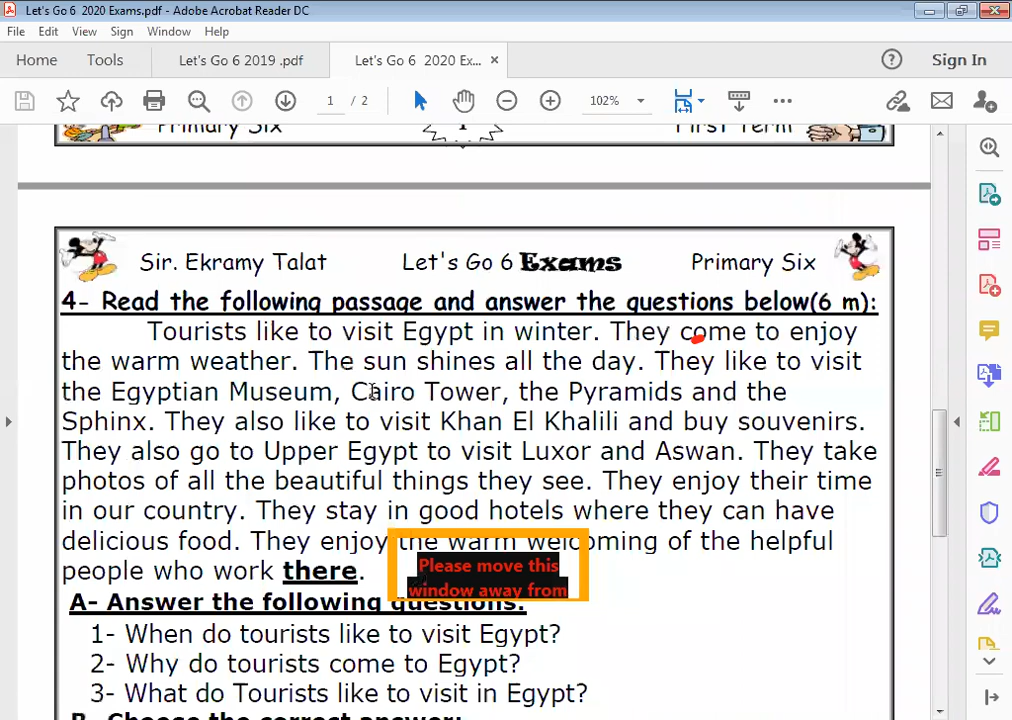 Let's Go 6  2020 Exams.pdf - Adobe Acrobat Reader DC
File Edit View Sign Window Help
Home Tools Let's Go 6 2019 .pdf Let's Go 6  2020 Ex... × Sign In
1 / 2 102%
Primary Six 1 First Term
Sir. Ekramy Talat Let's Go 6 Exams Primary Six
4- Read the following passage and answer the questions below(6 m):
Tourists like to visit Egypt in winter. They come to enjoy
the warm weather. The sun shines all the day. They like to visit
the Egyptian Museum, Cairo Tower, the Pyramids and the
Sphinx. They also like to visit Khan El Khalili and buy souvenirs.
They also go to Upper Egypt to visit Luxor and Aswan. They take
photos of all the beautiful things they see. They enjoy their time
in our country. They stay in good hotels where they can have
delicious food. They enjoy the warm welcoming of the helpful
people who work there.
Please move this
window away from
A- Answer the following questions:
1- When do tourists like to visit Egypt?
2- Why do tourists come to Egypt?
3- What do Tourists like to visit in Egypt?
B- Choose the correct answer: